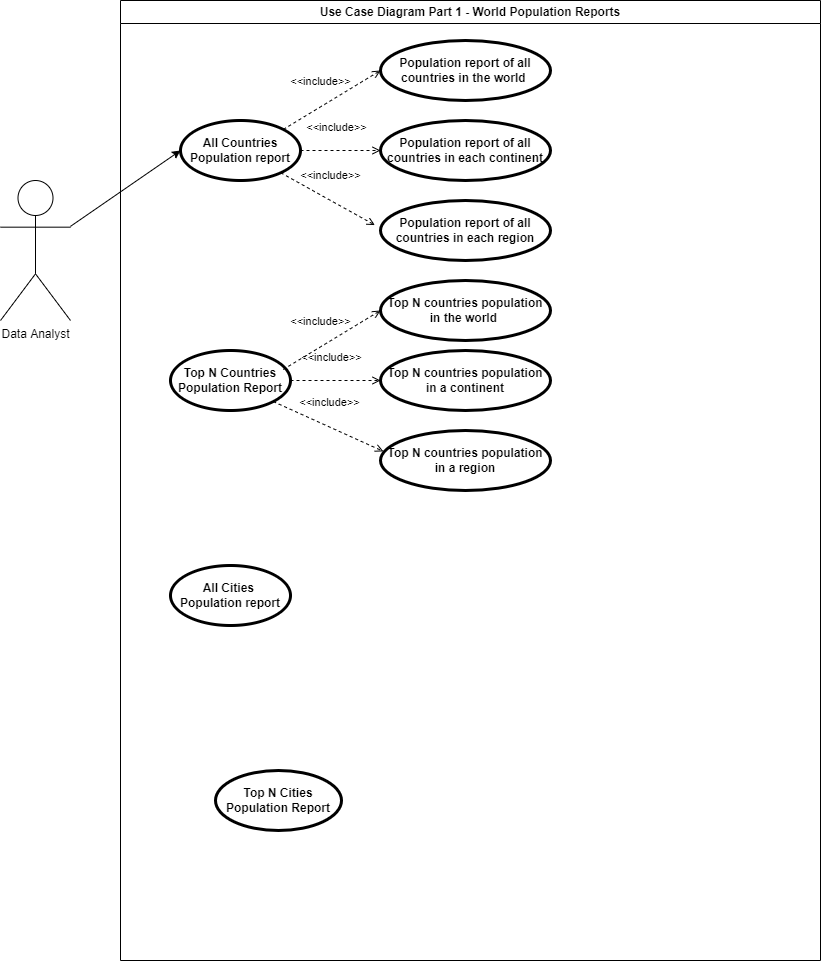 Use Case Diagram Part 1 - World Population Reports
Population report of all
countries in the world
<<include>>
<<include>>
All Countries
Population report
Population report of all
countries in each continent
<<include>>
Population report of all
countries in each region
Data Analyst
Top N countries population
in the world
<<include>>
<<include>>
Top N Countries
Population Report
Top N countries population
in a continent
<<include>>
Top N countries population
in a region
All Cities
Population report
Top N Cities
Population Report